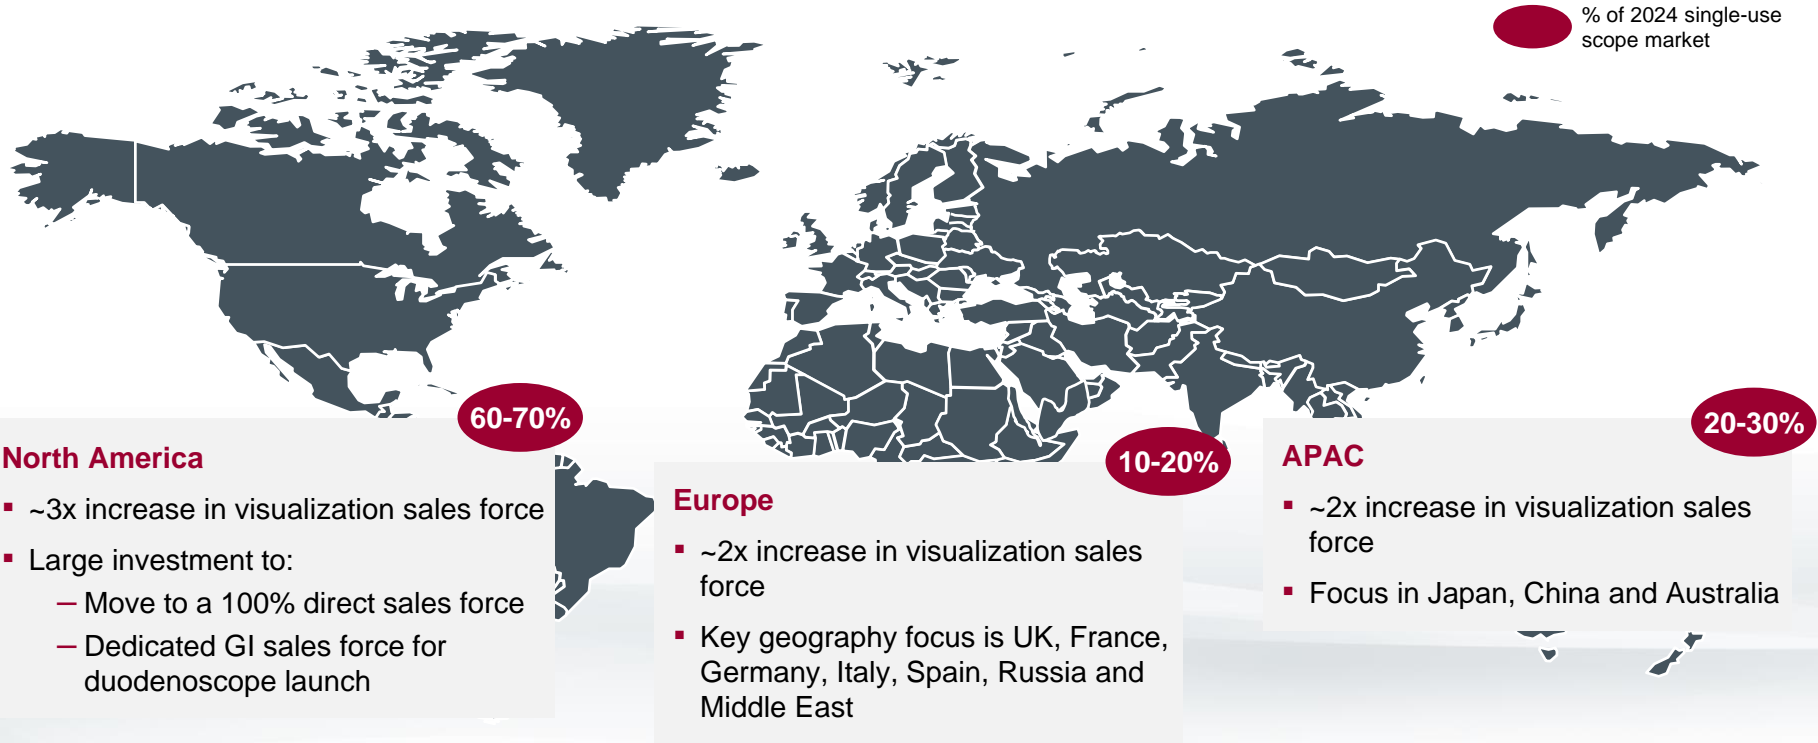 % of 2024 single-use
scope market
60-70%
North America
▪ ~3x increase in visualization sales force
▪ Large investment to:
– Move to a 100% direct sales force
– Dedicated GI sales force for
duodenoscope launch
10-20%
Europe
▪ ~2x increase in visualization sales
force
▪ Key geography focus is UK, France,
Germany, Italy, Spain, Russia and
Middle East
20-30%
APAC
▪ ~2x increase in visualization sales
force
▪ Focus in Japan, China and Australia